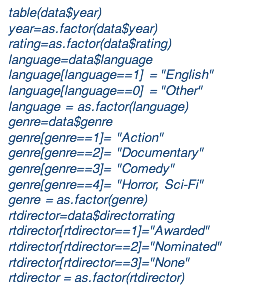 table(data$year)
year=as.factor(data$year)
rating=as.factor(data$rating)
language=data$language
language[language==1] = "English"
language[language==0] = "Other"
language = as.factor(language)
genre=data$genre
genre[genre==1]= "Action"
genre[genre==2]= "Documentary"
genre[genre==3]= "Comedy"
genre[genre==4]= "Horror, Sci-Fi"
genre = as.factor(genre)
rtdirector=data$directorrating
rtdirector[rtdirector==1]="Awarded"
rtdirector[rtdirector==2]="Nominated"
rtdirector[rtdirector==3]="None"
rtdirector = as.factor(rtdirector)